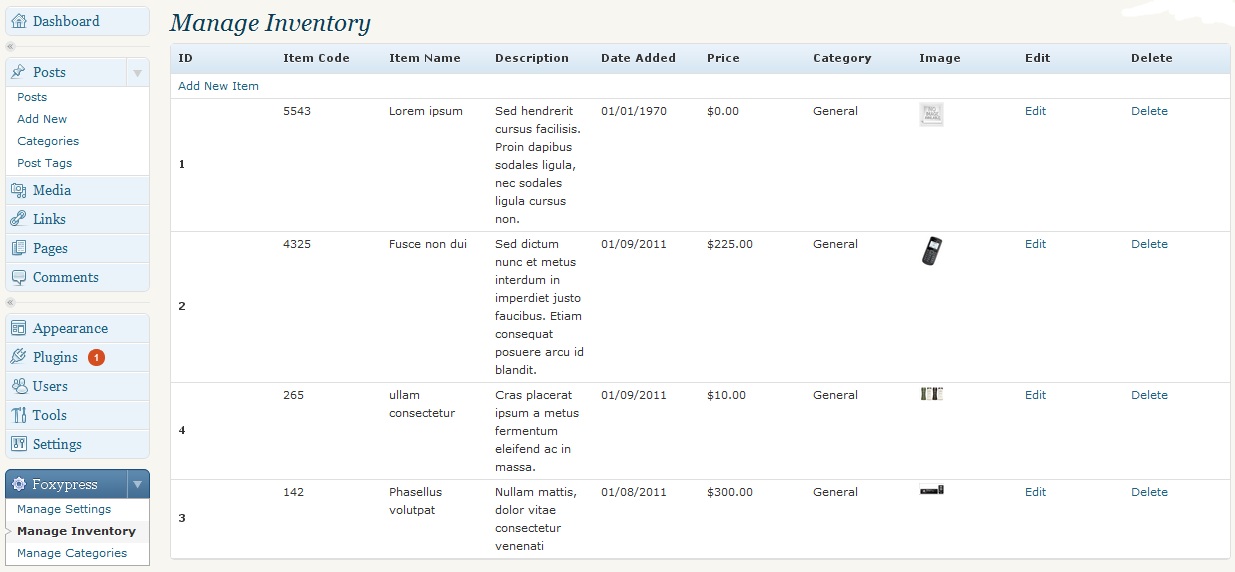 Dashboard
Posts
Posts
Add New
Categories
Post Tags
Media
Links
Pages
Comments
Appearance
Plugins 1
Users
Tools
Settings
Foxypress
Manage Settings
Manage Inventory
Manage Categories
Manage Inventory
ID Item Code Item Name Description Date Added Price Category Image Edit Delete
Add New Item
5543 Lorem ipsum Sed hendrerit 01/01/1970 $0.00 General Edit Delete
cursus facilisis.
Proin dapibus
1 sodales ligula,
nec sodales
ligula cursus
non.
4325 Fusce non dui Sed dictum 01/09/2011 $225.00 General Edit Delete
nunc et metus
interdum in
imperdiet justo
2 faucibus. Etiam
consequat
posuere arcu id
blandit.
265 ullam Cras placerat 01/09/2011 $10.00 General Edit Delete
consectetur ipsum a metus
4 fermentum
eleifend ac in
massa.
142 Phasellus Nullam mattis, 01/08/2011 $300.00 General Edit Delete
volutpat dolor vitae
3 consectetur
venenati